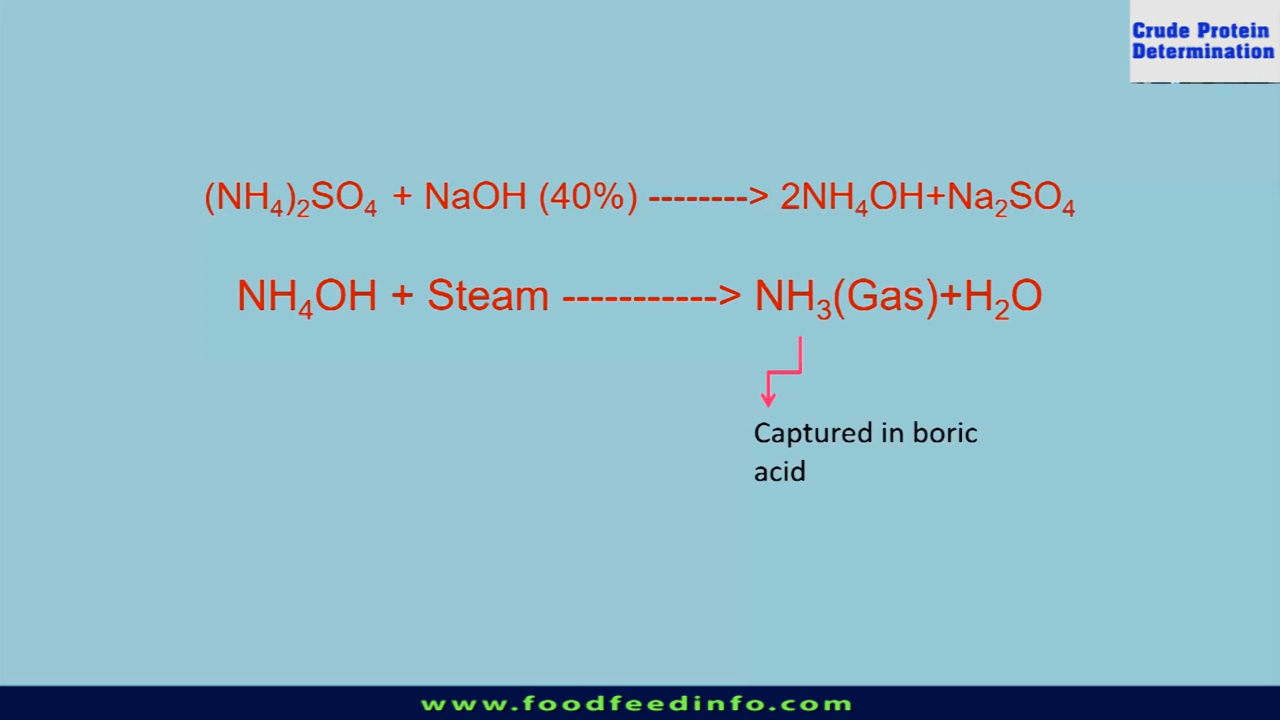 Crude Protein
Determination
(NH₄)₂SO₄ + NaOH (40%) --------> 2NH₄OH+Na₂SO₄
NH₄OH + Steam -----------> NH₃(Gas)+H₂O
Captured in boric
acid
www.foodfeedinfo.com